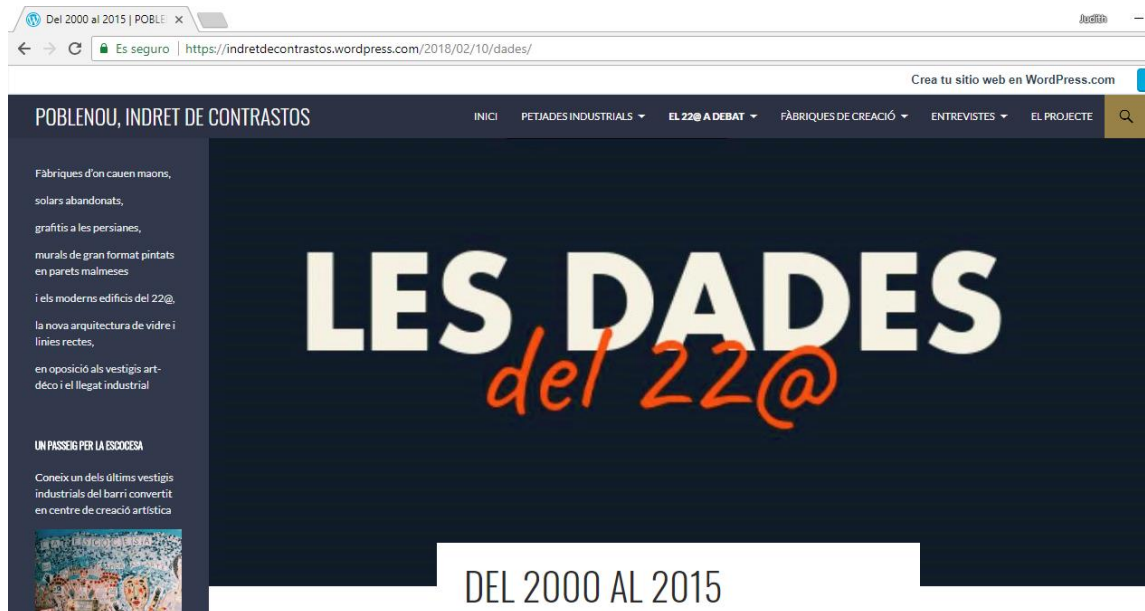 Del 2000 al 2015 | POBLE
Judith
Es seguro | https://indretdecontrastos.wordpress.com/2018/02/10/dades/
Crea tu sitio web en WordPress.com
POBLENOU, INDRET DE CONTRASTOS
INICI PETJADES INDUSTRIALS EL 22@ A DEBAT FÀBRIQUES DE CREACIÓ ENTREVISTES EL PROJECTE
Fàbriques d'on cauen maons,
solars abandonats,
grafitis a les persianes,
murals de gran format pintats
en parets malmeses
i els moderns edificis del 22@,
la nova arquitectura de vidre i
línies rectes,
en oposició als vestigis art-
déco i el llegat industrial
UN PASSEIG PER LA ESCOCESA
Coneix un dels últims vestigis
industrials del barri convertit
en centre de creació artística
LES DADES
del 22@
DEL 2000 AL 2015